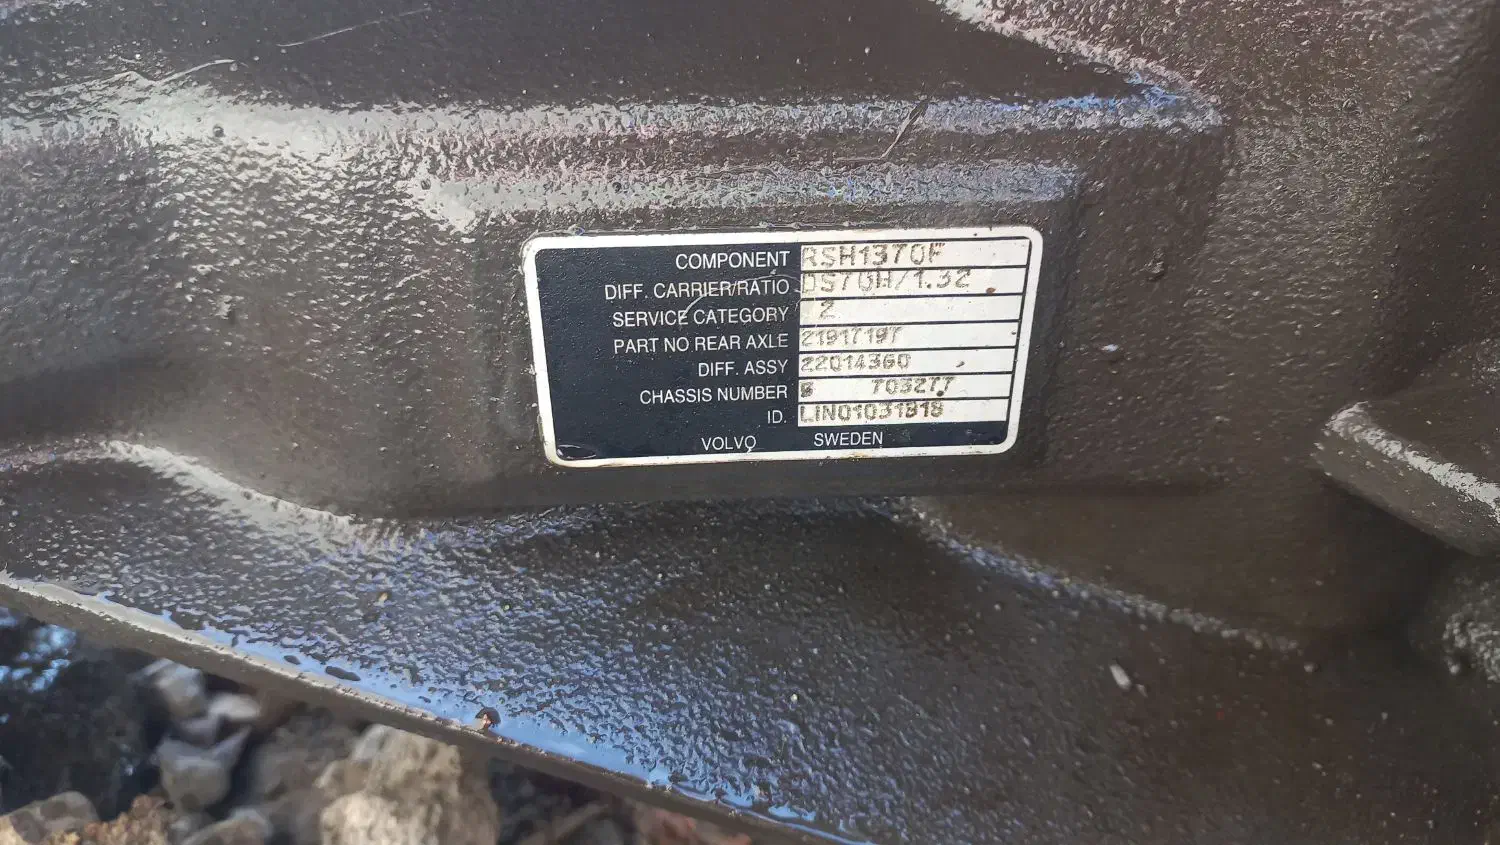 COMPONENT RSH1370F
DIFF. CARRIER/RATIO DS70H/1.32
SERVICE CATEGORY 2
PART NO REAR AXLE 21917197
DIFF. ASSY 22014360
CHASSIS NUMBER 703277
ID. LIN01031818
VOLVO SWEDEN